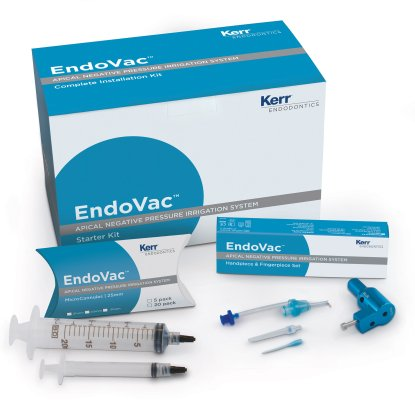 EndoVac™
APICAL NEGATIVE PRESSURE IRRIGATION SYSTEM
Complete Installation Kit
Kerr
ENDODONTICS
EndoVac™
APICAL NEGATIVE PRESSURE IRRIGATION SYSTEM
Starter Kit
Kerr
ENDODONTICS
EndoVac™
APICAL NEGATIVE PRESSURE IRRIGATION SYSTEM
MicroCannulas | 25mm
5 pack
20 pack
Kerr
ENDODONTICS
EndoVac™
APICAL NEGATIVE PRESSURE IRRIGATION SYSTEM
Handpiece & Fingerpiece Set
20 15 10 5